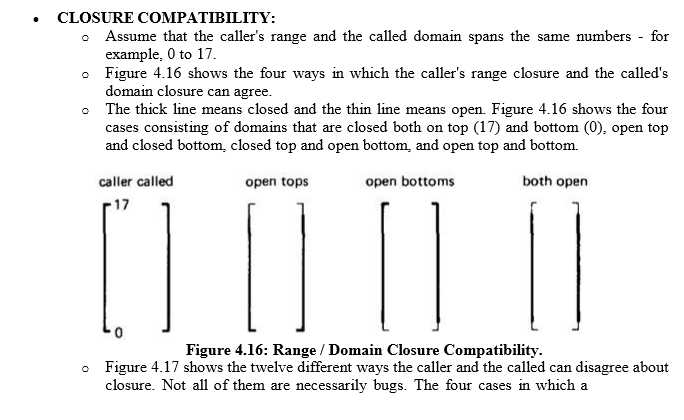 • CLOSURE COMPATIBILITY:
o Assume that the caller's range and the called domain spans the same numbers - for
example, 0 to 17.
o Figure 4.16 shows the four ways in which the caller's range closure and the called's
domain closure can agree.
o The thick line means closed and the thin line means open. Figure 4.16 shows the four
cases consisting of domains that are closed both on top (17) and bottom (0), open top
and closed bottom, closed top and open bottom, and open top and bottom.
caller called open tops open bottoms both open
17
0
Figure 4.16: Range / Domain Closure Compatibility.
o Figure 4.17 shows the twelve different ways the caller and the called can disagree about
closure. Not all of them are necessarily bugs. The four cases in which a